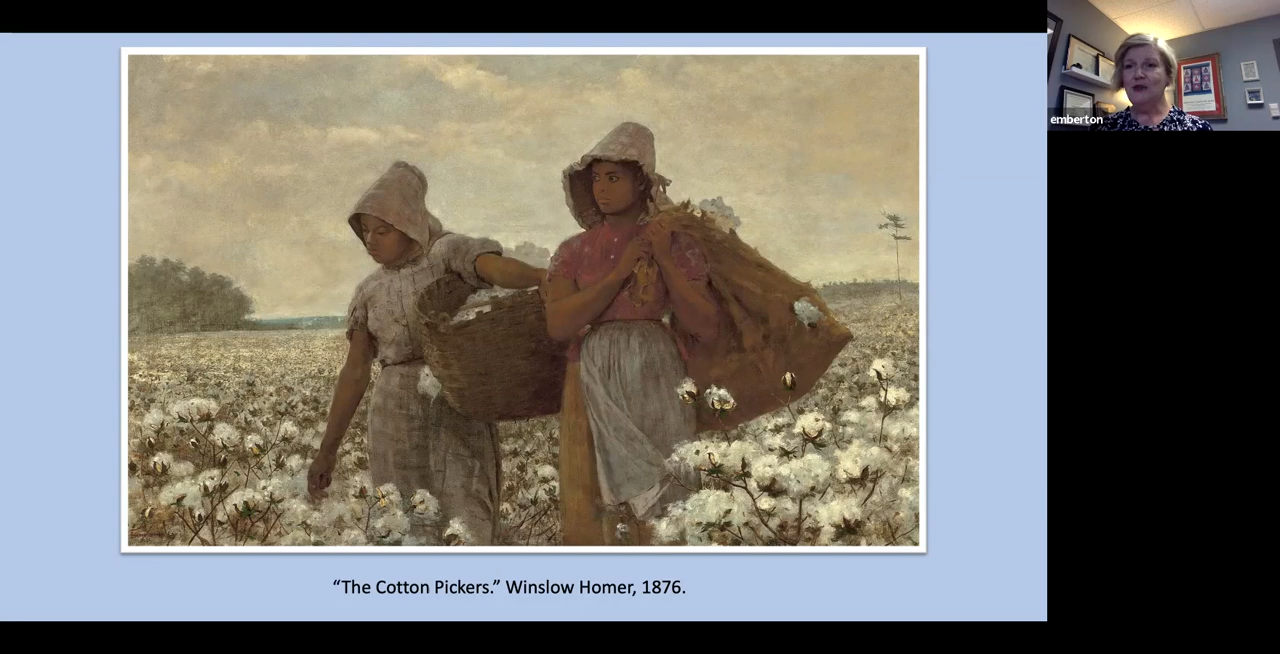 emberton
“The Cotton Pickers.” Winslow Homer, 1876.